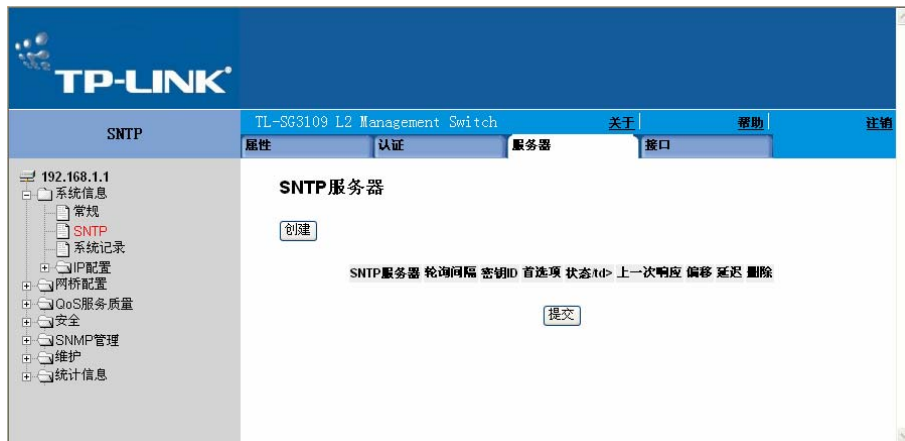 TP-LINK
SNTP
TL-SG3109 L2 Management Switch
关于
帮助
注销
属性
认证
服务器
接口
192.168.1.1
系统信息
常规
SNTP
系统记录
IP配置
网桥配置
QoS服务质量
安全
SNMP管理
维护
统计信息
SNTP服务器
创建
SNTP服务器 轮询间隔 密钥ID 首选项 状态/td> 上一次响应 偏移 延迟 删除
提交